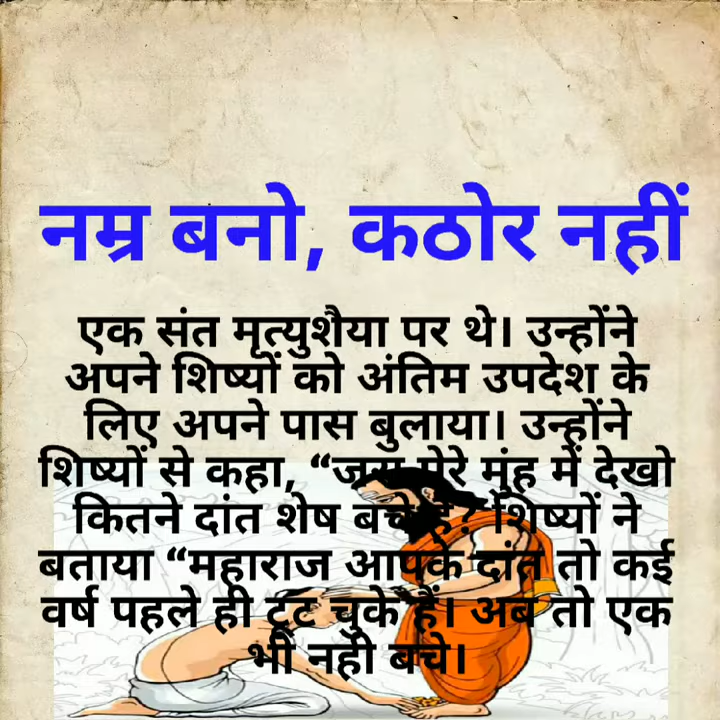 नम्र बनो, कठोर नहीं
एक संत मृत्युशैया पर थे। उन्होंने
अपने शिष्यों को अंतिम उपदेश के
लिए अपने पास बुलाया। उन्होंने
शिष्यों से कहा, “जरा मेरे मुंह में देखो
कितने दांत शेष बचे है? शिष्यों ने
बताया “महाराज आपके दांत तो कई
वर्ष पहले ही टूट चुके हैं। अब तो एक
भी नही बचे।